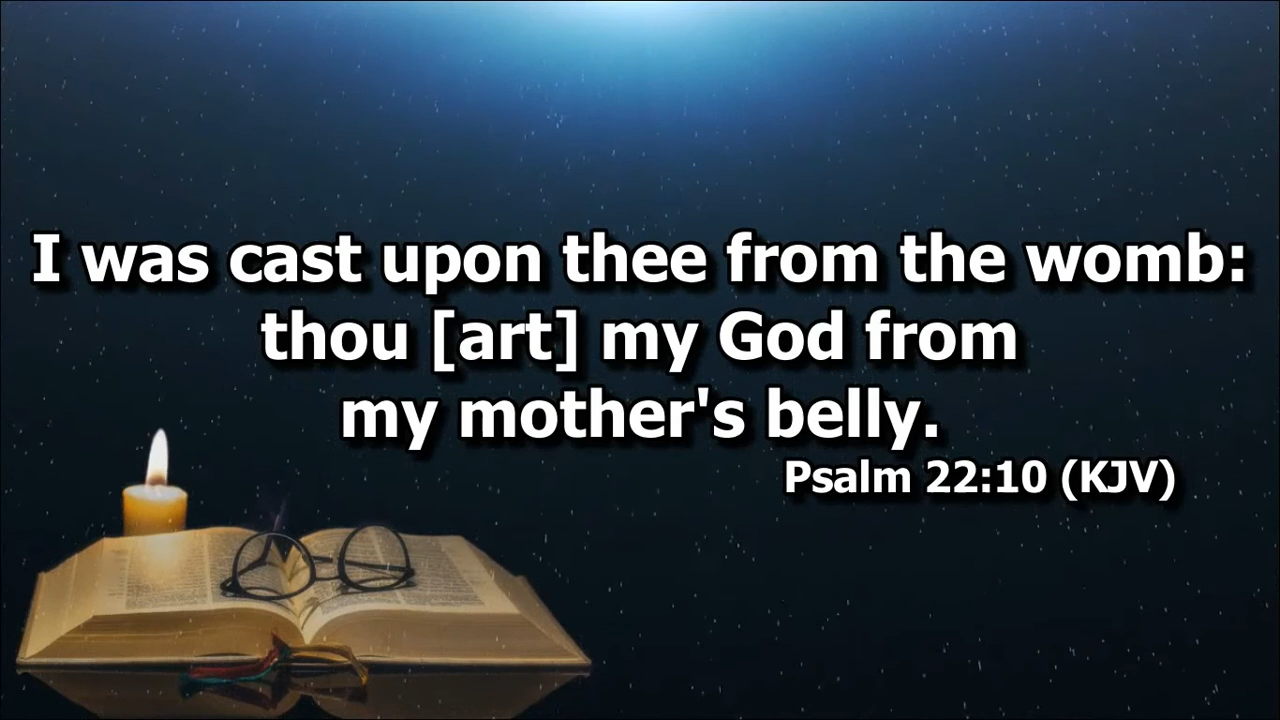 I was cast upon thee from the womb:
thou [art] my God from
my mother's belly.
Psalm 22:10 (KJV)